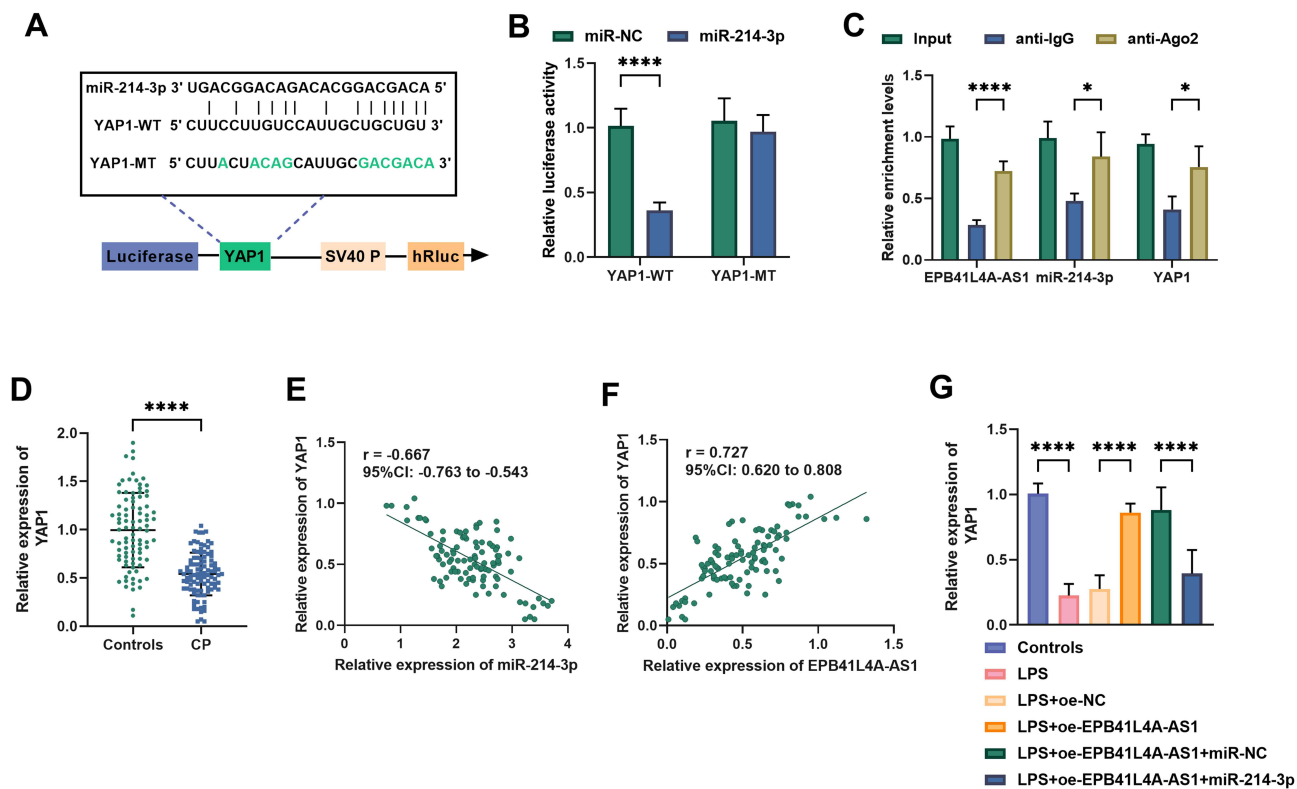 A
miR-214-3p 3' UGACGGACAGACACGGACGACA 5'
YAP1-WT 5' CUUCCUUGUCCAUUGCUGCUGU 3'
YAP1-MT 5' CUUACUACAGCAUUGCGACGACA 3'
Luciferase
YAP1
SV40 P
hRluc
B
miR-NC
miR-214-3p
****
Relative luciferase activity
1.5
1.0
0.5
0.0
YAP1-WT
YAP1-MT
C
Input
anti-IgG
anti-Ago2
****
*
*
Relative enrichment levels
1.5
1.0
0.5
0.0
EPB41L4A-AS1
miR-214-3p
YAP1
D
****
Relative expression of
YAP1
2.0
1.5
1.0
0.5
0.0
Controls
CP
E
r = -0.667
95%CI: -0.763 to -0.543
Relative expression of YAP1
1.5
1.0
0.5
0.0
0
1
2
3
4
Relative expression of miR-214-3p
F
r = 0.727
95%CI: 0.620 to 0.808
Relative expression of YAP1
1.5
1.0
0.5
0.0
0.0
0.5
1.0
1.5
Relative expression of EPB41L4A-AS1
G
****
****
****
Relative expression of
YAP1
1.5
1.0
0.5
0.0
Controls
LPS
LPS+oe-NC
LPS+oe-EPB41L4A-AS1
LPS+oe-EPB41L4A-AS1+miR-NC
LPS+oe-EPB41L4A-AS1+miR-214-3p